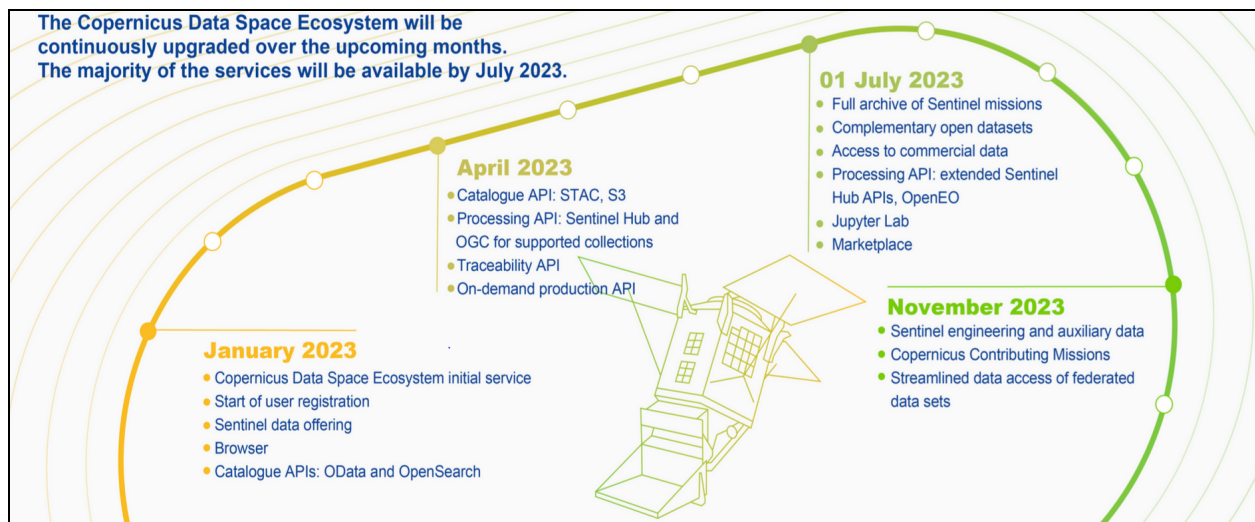 The Copernicus Data Space Ecosystem will be
continuously upgraded over the upcoming months.
The majority of the services will be available by July 2023.
January 2023
Copernicus Data Space Ecosystem initial service
Start of user registration
Sentinel data offering
Browser
Catalogue APIs: OData and OpenSearch
April 2023
Catalogue API: STAC, S3
Processing API: Sentinel Hub and
OGC for supported collections
Traceability API
On-demand production API
01 July 2023
Full archive of Sentinel missions
Complementary open datasets
Access to commercial data
Processing API: extended Sentinel
Hub APIs, OpenEO
Jupyter Lab
Marketplace
November 2023
Sentinel engineering and auxiliary data
Copernicus Contributing Missions
Streamlined data access of federated
data sets